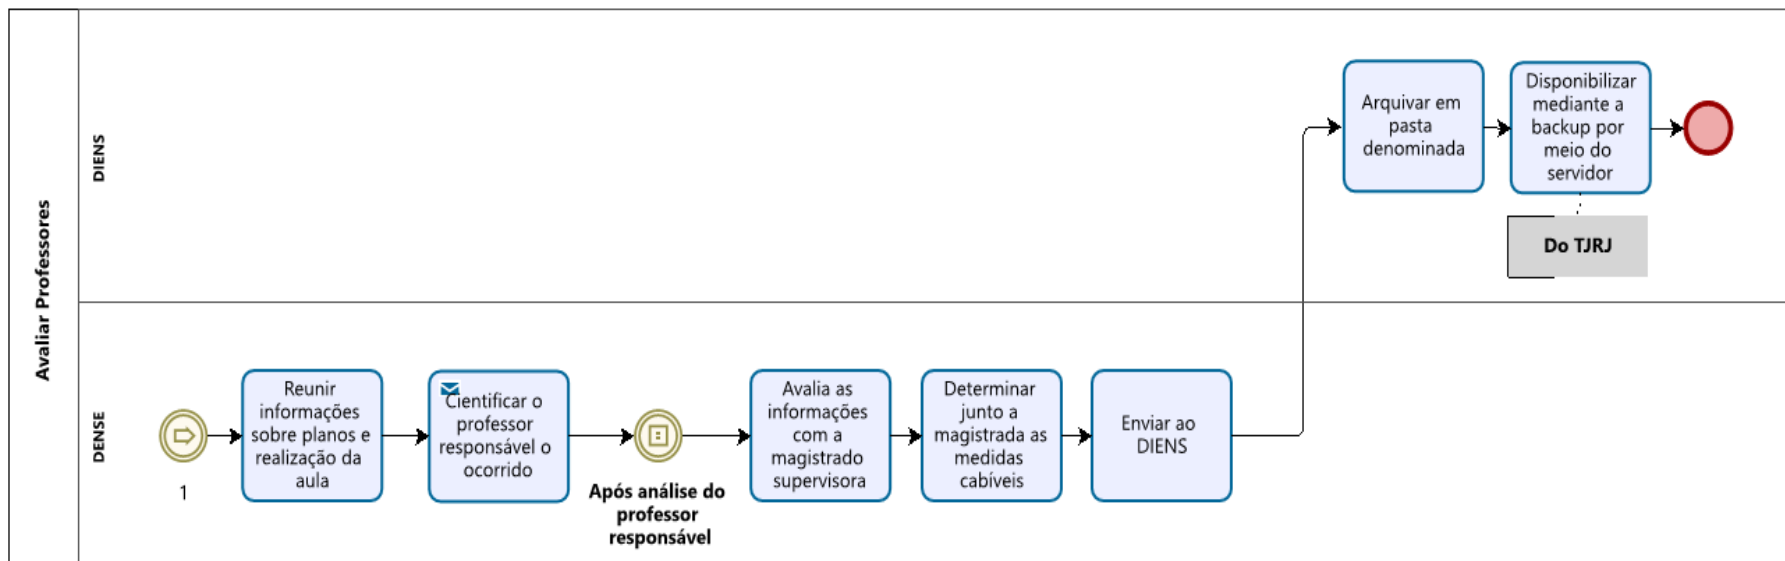 Avaliar Professores
DIENS
Arquivar em
pasta
denominada
Disponibilizar
mediante a
backup por
meio do
servidor
Do TJRJ
DENSE
1
Reunir
informações
sobre planos e
realização da
aula
Cientificar o
professor
responsável o
ocorrido
Após análise do
professor
responsável
Avalia as
informações
com a
magistrado
supervisora
Determinar
junto a
magistrada as
medidas
cabíveis
Enviar ao
DIENS